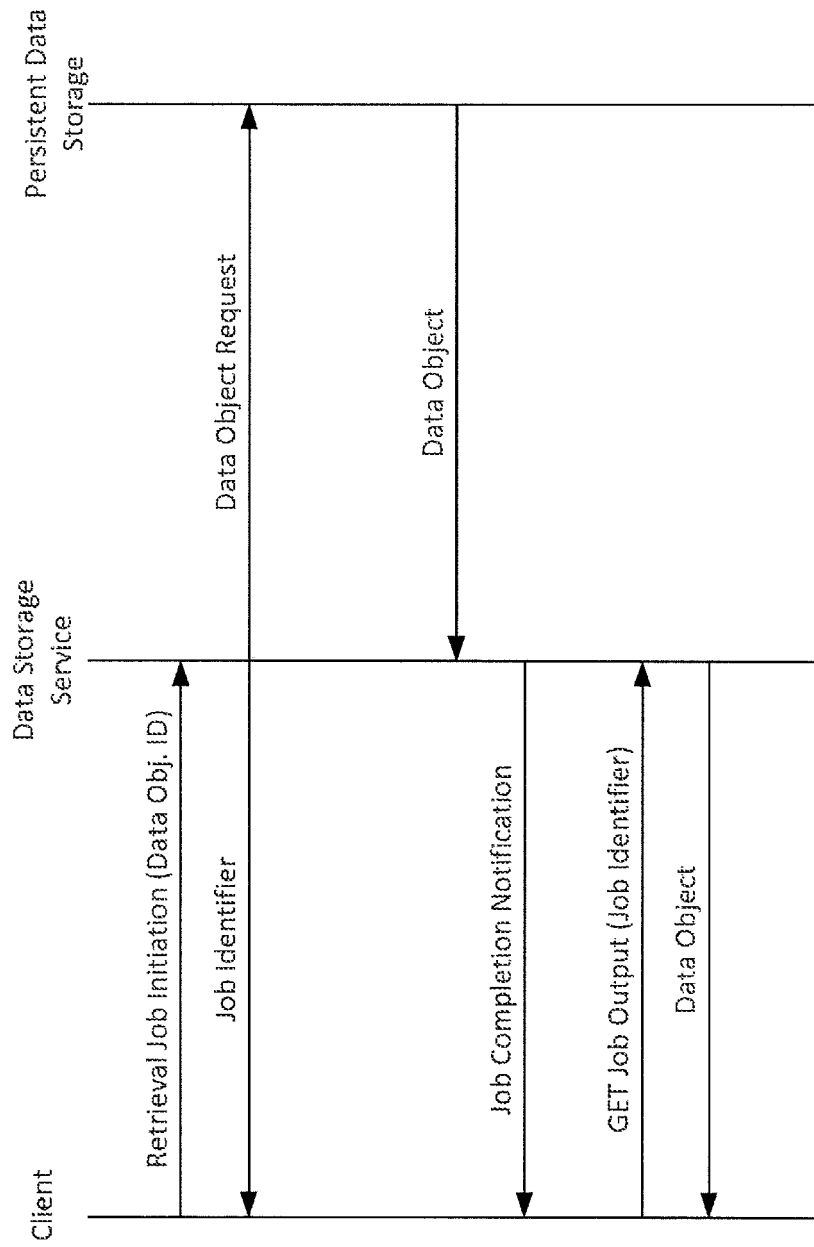 Client
Data Storage
Service
Persistent Data
Storage
Retrieval Job Initiation (Data Obj. ID)
Job Identifier
Data Object Request
Data Object
Job Completion Notification
GET Job Output (Job Identifier)
Data Object